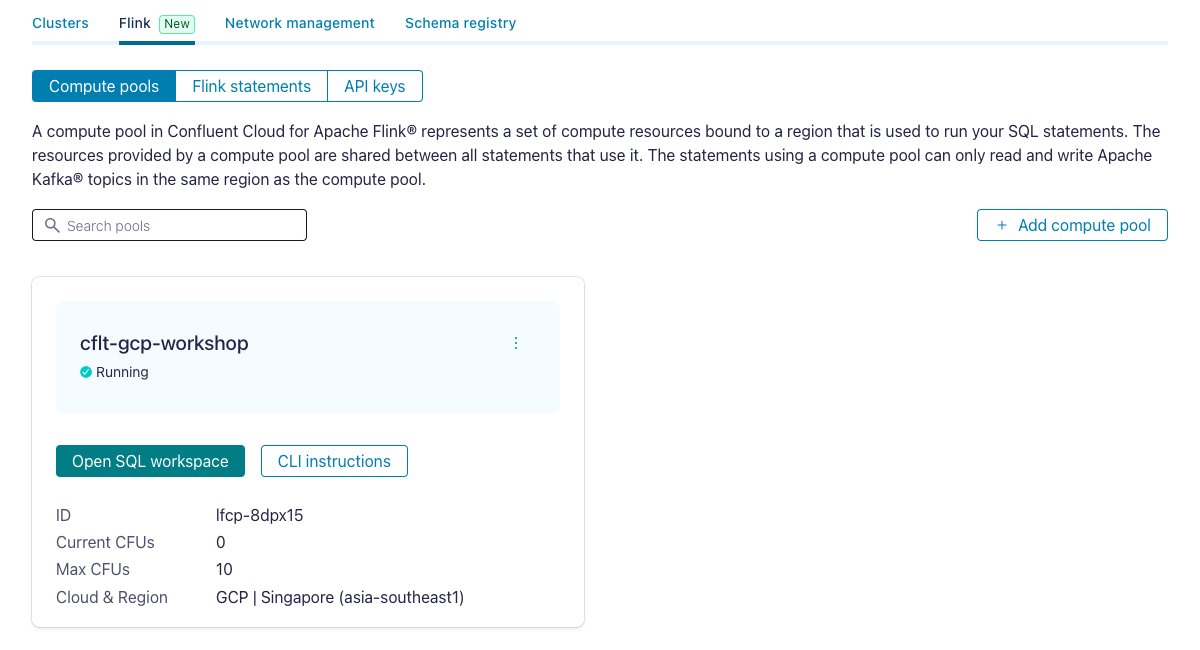 Clusters Flink New Network management Schema registry
Compute pools Flink statements API keys
A compute pool in Confluent Cloud for Apache Flink® represents a set of compute resources bound to a region that is used to run your SQL statements. The
resources provided by a compute pool are shared between all statements that use it. The statements using a compute pool can only read and write Apache
Kafka® topics in the same region as the compute pool.
Search pools + Add compute pool
cflt-gcp-workshop
Running
Open SQL workspace CLI instructions
ID lfcp-8dpx15
Current CFUs 0
Max CFUs 10
Cloud & Region GCP | Singapore (asia-southeast1)